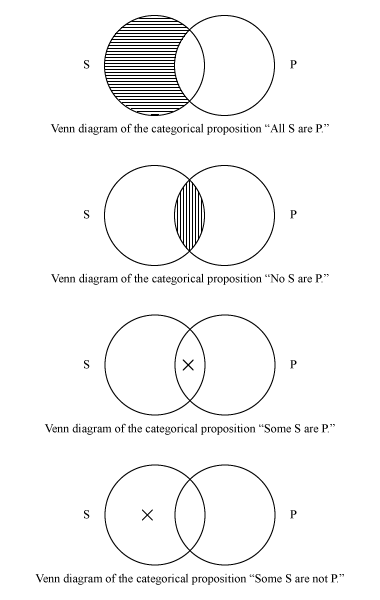 S P
Venn diagram of the categorical proposition “All S are P.”
S P
Venn diagram of the categorical proposition “No S are P.”
S P
Venn diagram of the categorical proposition “Some S are P.”
S P
Venn diagram of the categorical proposition “Some S are not P.”